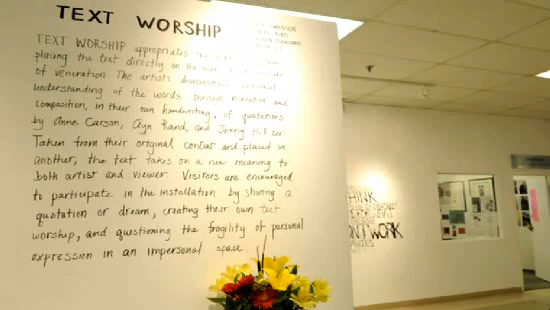 TEXT WORSHIP
TEXT WORSHIP appropriates the
placing the text directly on the
of veneration. The artists demonstrate
understanding of the words through narrative and
composition, in their own handwriting, of quotations
by Anne Carson, Ayn Rand, and Jenny Holzer.
Taken from their original context and placed in
another, the text takes on a new meaning to
both artist and viewer. Visitors are encouraged
to participate in the installation by sharing a
quotation or dream, creating their own text
worship, and questioning the fragility of personal
expression in an impersonal space.
THINK
WORK